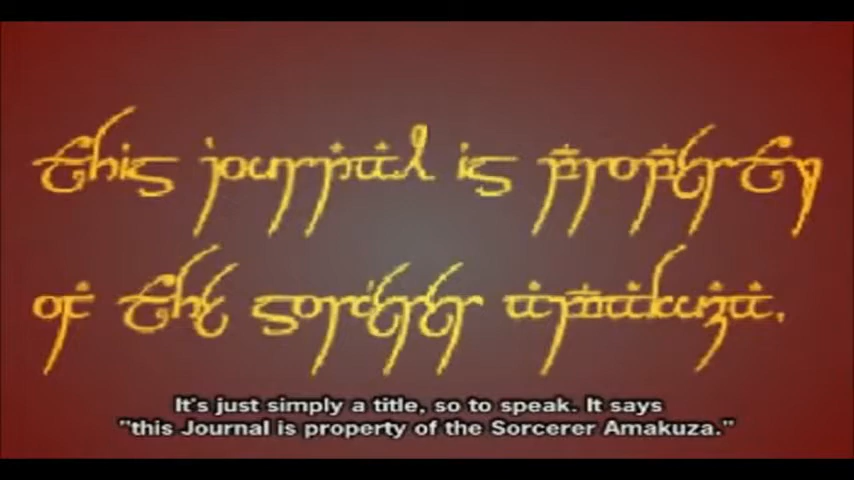 this journal is property
of the sorcerer amakuza.
It's just simply a title, so to speak. It says
"this Journal is property of the Sorcerer Amakuza."